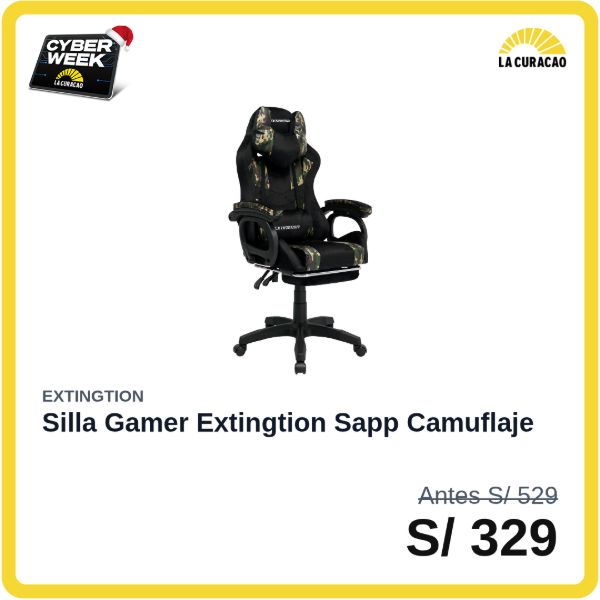 CYBER
WEEK
LA CURACAO
LA CURACAO
EXTINGTION
Silla Gamer Extingtion Sapp Camuflaje
Antes S/ 529
S/ 329